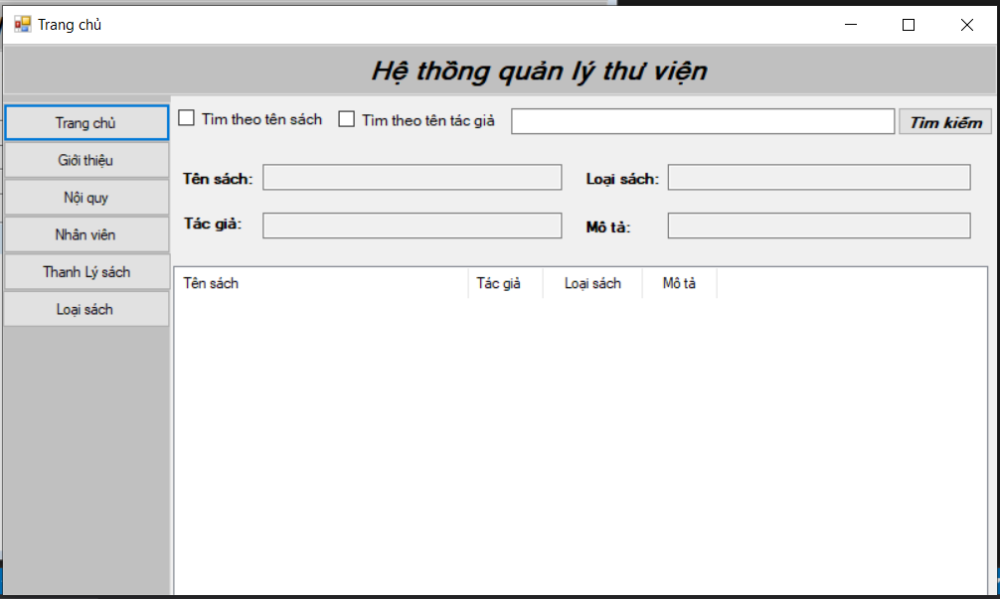 Trang chủ
Hệ thống quản lý thư viện
Trang chủ
Giới thiệu
Nội quy
Nhân viên
Thanh Lý sách
Loại sách
Tìm theo tên sách
Tìm theo tên tác giả
Tìm kiếm
Tên sách:
Loại sách:
Tác giả:
Mô tả:
Tên sách Tác giả Loại sách Mô tả